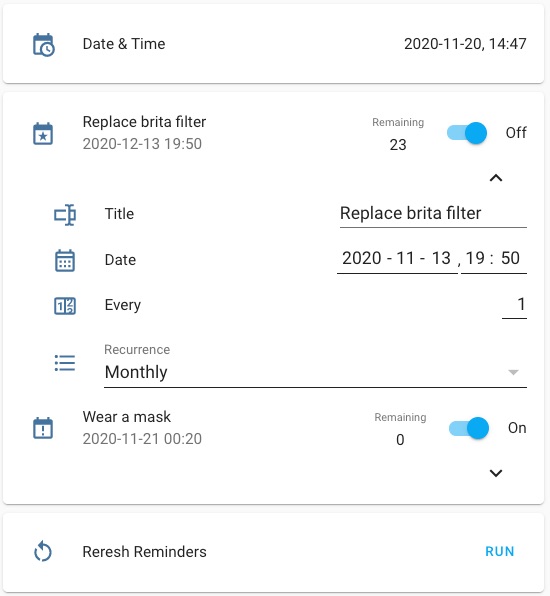 Date & Time 2020-11-20, 14:47
Replace brita filter
2020-12-13 19:50
Remaining
23
Off
Title Replace brita filter
Date 2020 - 11 - 13 , 19 : 50
Every 1
Recurrence
Monthly
Wear a mask
2020-11-21 00:20
Remaining
0
On
Reresh Reminders RUN